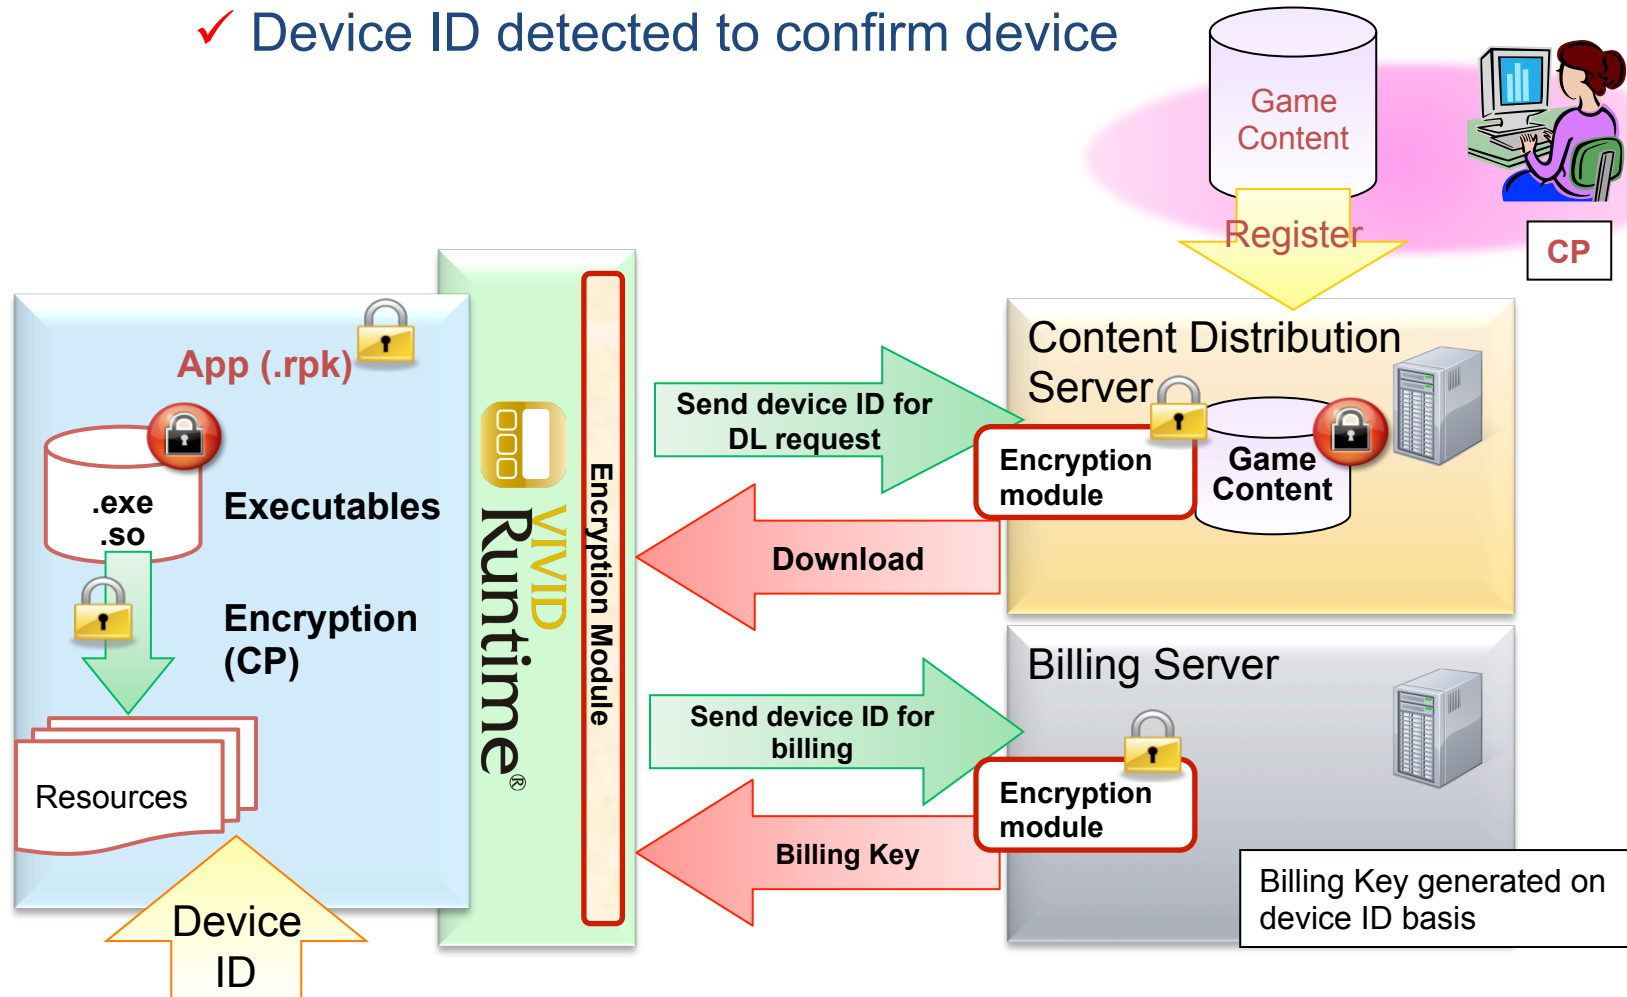 ✓ Device ID detected to confirm device
Game
Content
Register
CP
App (.rpk)
.exe
.so
Executables
Encryption
(CP)
Resources
Device
ID
VIVID
Runtime®
Encryption Module
Send device ID for
DL request
Download
Send device ID for
billing
Billing Key
Content Distribution
Server
Encryption
module
Game
Content
Billing Server
Encryption
module
Billing Key generated on
device ID basis